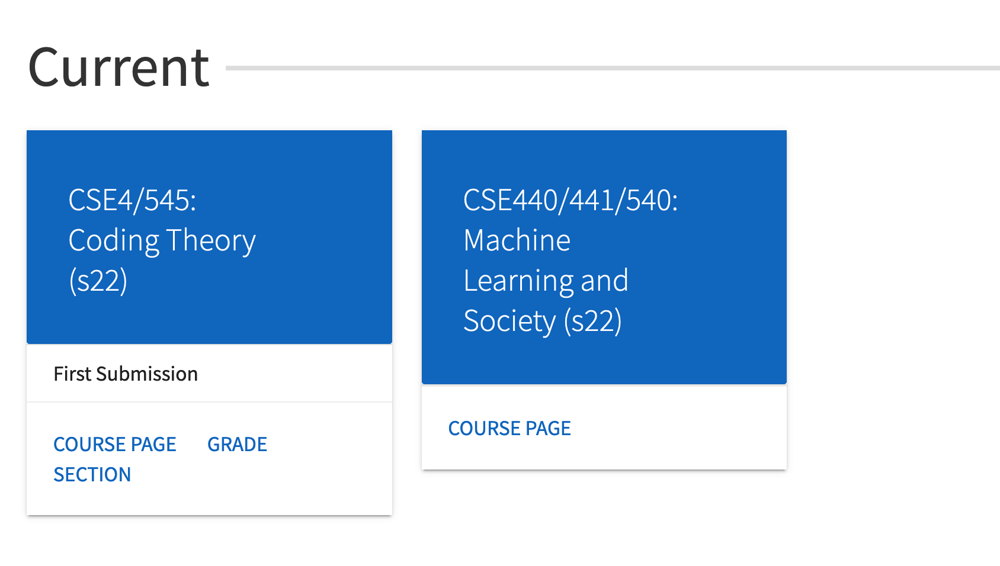 Current
CSE4/545:
Coding Theory
(s22)
First Submission
COURSE PAGE GRADE
SECTION
CSE440/441/540:
Machine
Learning and
Society (s22)
COURSE PAGE